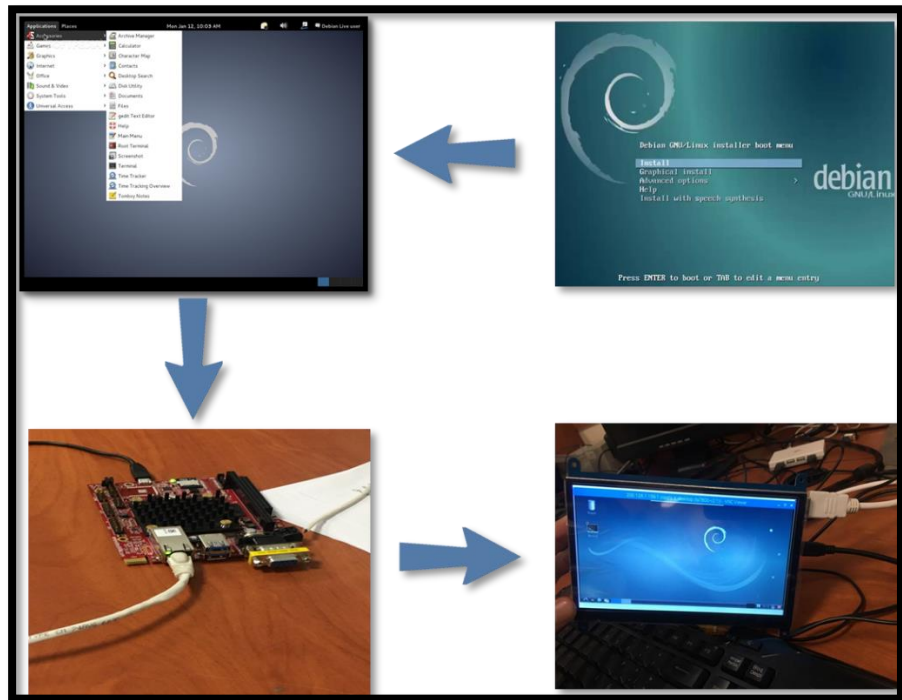 Applications Places
Mon Jan 12, 10:03 AM
Debian Live user
Accessories
Games
Graphics
Internet
Office
Sound & Video
System Tools
Universal Access
Archive Manager
Calculator
Character Map
Contacts
Desktop Search
Disk Utility
Documents
Files
gedit Text Editor
Help
Main Menu
Root Terminal
Screenshot
Terminal
Time Tracker
Time Tracking Overview
Tomboy Notes
Debian GNU/Linux installer boot menu
Install
Graphical install
Advanced options >
Help
Install with speech synthesis
debian
GNU/Linux
Press ENTER to boot or TAB to edit a menu entry